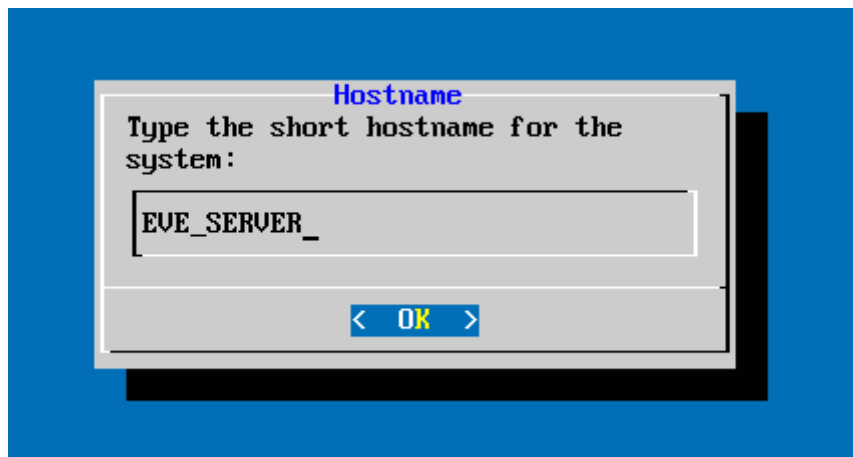 Hostname
Type the short hostname for the
system:
EVE_SERVER_
< OK >